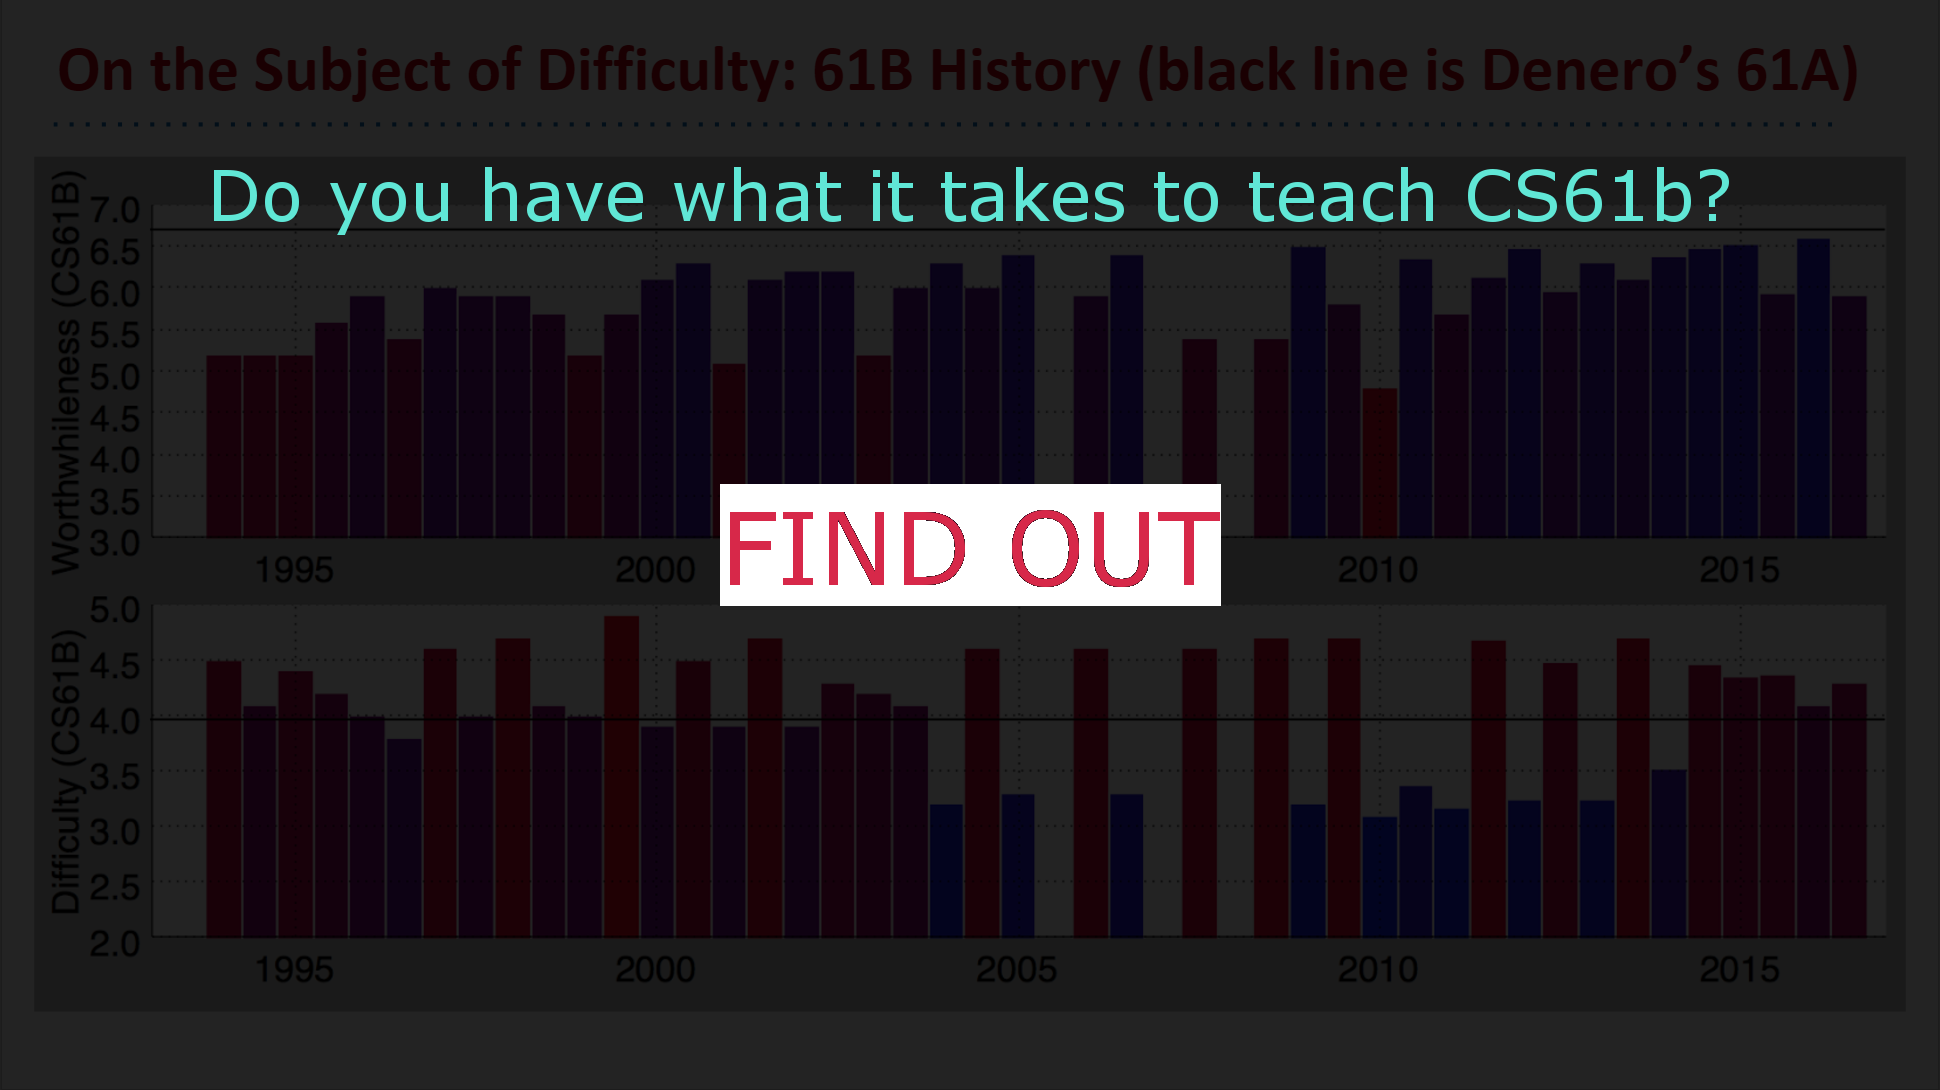 On the Subject of Difficulty: 61B History (black line is Denero's 61A)
Do you have what it takes to teach CS61b?
Worthwhileness (CS61B)
7.0
6.5
6.0
5.5
5.0
4.5
4.0
3.5
3.0
1995 2000 2010 2015
FIND OUT
Difficulty (CS61B)
5.0
4.5
4.0
3.5
3.0
2.5
2.0
1995 2000 2005 2010 2015